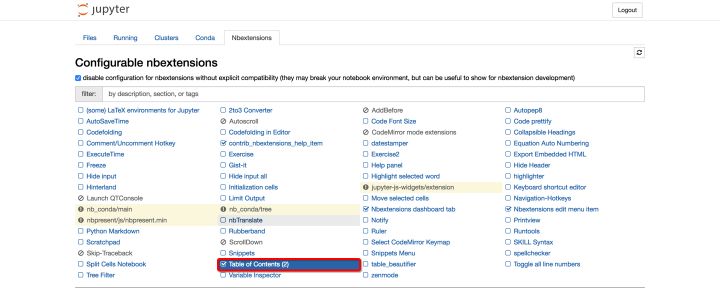 jupyter
Logout
Files Running Clusters Conda Nbextensions
Configurable nbextensions
disable configuration for nbextensions without explicit compatibility (they may break your notebook environment, but can be useful to show for nbextension development)
filter: by description, section, or tags
(some) LaTeX environments for Jupyter 2to3 Converter AddBefore Autopep8
AutoSaveTime Autoscroll Code Font Size Code prettify
Codefolding Codefolding in Editor CodeMirror mode extensions Collapsible Headings
Comment/Uncomment Hotkey contrib_nbextensions_help_item datestamper Equation Auto Numbering
ExecuteTime Exercise Exercise2 Export Embedded HTML
Freeze Gist-it Help panel Hide Header
Hide input Hide input all Highlight selected word highlighter
Hinterland Initialization cells jupyter-js-widgets/extension Keyboard shortcut editor
Launch QTConsole Limit Output Move selected cells Navigation-Hotkeys
nb_conda/main nb_conda/tree Nbextensions dashboard tab Nbextensions edit menu item
nbpresent/js/nbpresent.min nbTranslate Notify Printview
Python Markdown Rubberband Ruler Runtools
Scratchpad ScrollDown Select CodeMirror Keymap SKILL Syntax
Skip-Traceback Snippets Snippets Menu spellchecker
Split Cells Notebook Table of Contents (2) table_beautifier Toggle all line numbers
Tree Filter Variable Inspector zenmode